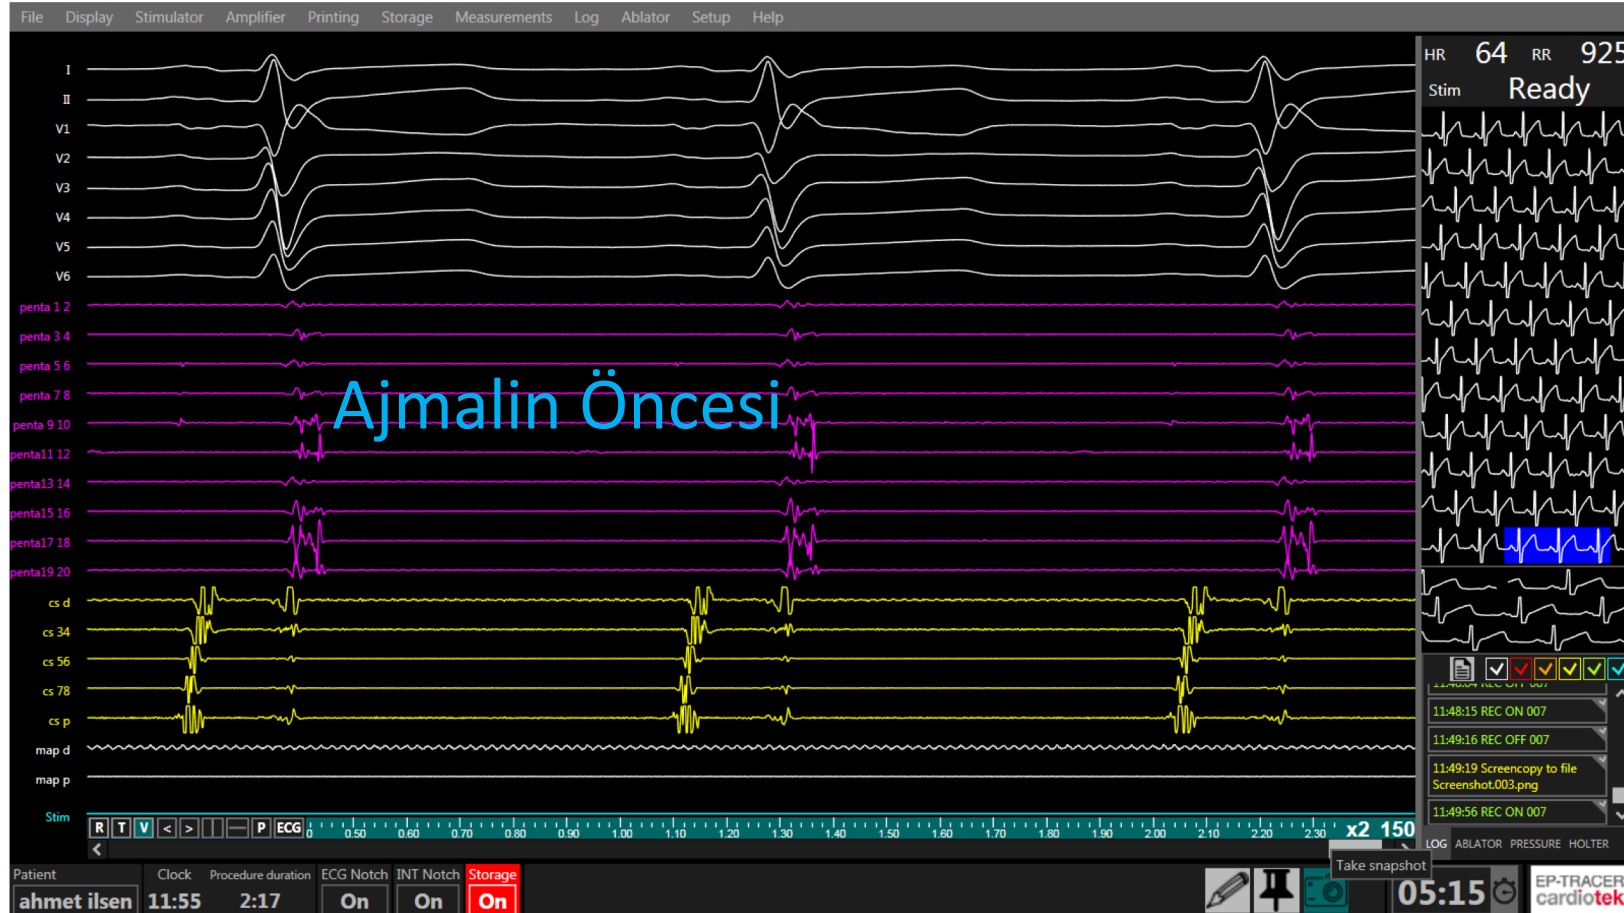 File Display Stimulator Amplifier Printing Storage Measurements Log Ablator Setup Help
HR 64 RR 925
Stim Ready
I
II
V1
V2
V3
V4
V5
V6
penta 1 2
penta 3 4
penta 5 6
penta 7 8
penta 9 10
penta11 12
penta13 14
penta15 16
penta17 18
penta19 20
Ajmalin Öncesi
cs d
cs 34
cs 56
cs 78
cs p
map d
map p
Stim
R T V < > P ECG
0 0.50 0.60 0.70 0.80 0.90 1.00 1.10 1.20 1.30 1.40 1.50 1.60 1.70 1.80 1.90 2.00 2.10 2.20 2.30 x2 150
11:48:04 REC OFF 007
11:48:15 REC ON 007
11:49:16 REC OFF 007
11:49:19 Screencopy to file
Screenshot.003.png
11:49:56 REC ON 007
LOG ABLATOR PRESSURE HOLTER
Take snapshot
Patient Clock Procedure duration ECG Notch INT Notch Storage
ahmet ilsen 11:55 2:17 On On On
05:15
EP-TRACER
cardiotek